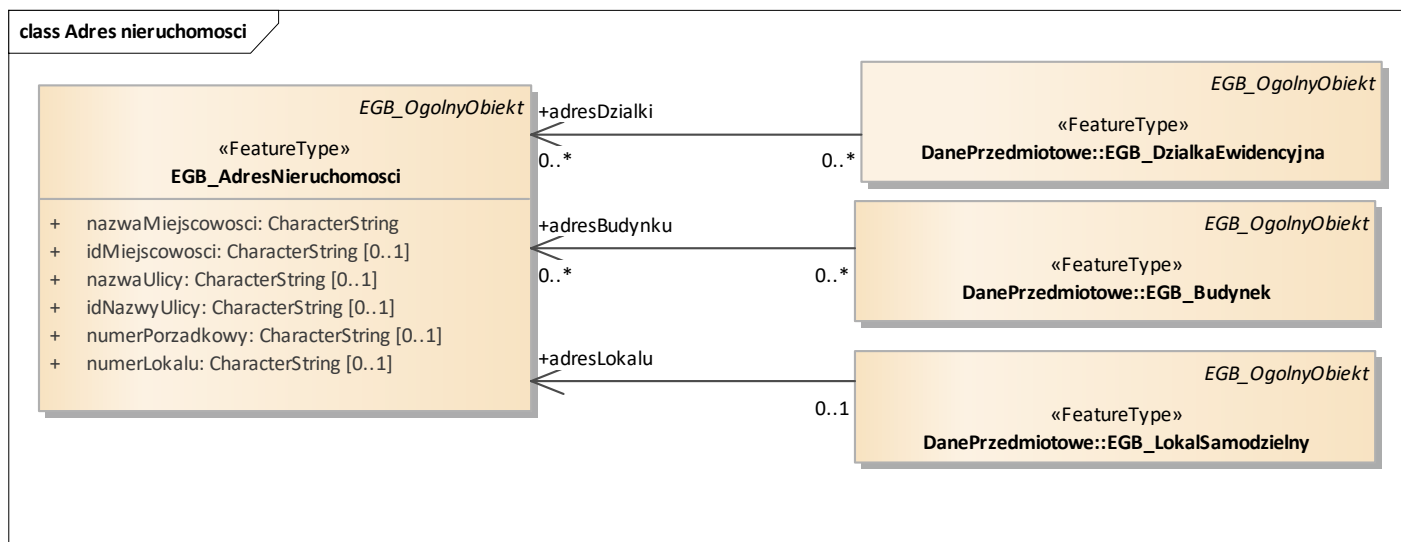 class Adres nieruchomosci
EGB_OgolnyObiekt
«FeatureType»
EGB_AdresNieruchomosci
+ nazwaMiejscowosci: CharacterString
+ idMiejscowosci: CharacterString [0..1]
+ nazwaUlicy: CharacterString [0..1]
+ idNazwyUlicy: CharacterString [0..1]
+ numerPorzadkowy: CharacterString [0..1]
+ numerLokalu: CharacterString [0..1]
+adresDzialki
0..* 0..*
EGB_OgolnyObiekt
«FeatureType»
DanePrzedmiotowe::EGB_DzialkaEwidencyjna
+adresBudynku
0..* 0..*
EGB_OgolnyObiekt
«FeatureType»
DanePrzedmiotowe::EGB_Budynek
+adresLokalu
0..1
EGB_OgolnyObiekt
«FeatureType»
DanePrzedmiotowe::EGB_LokalSamodzielny